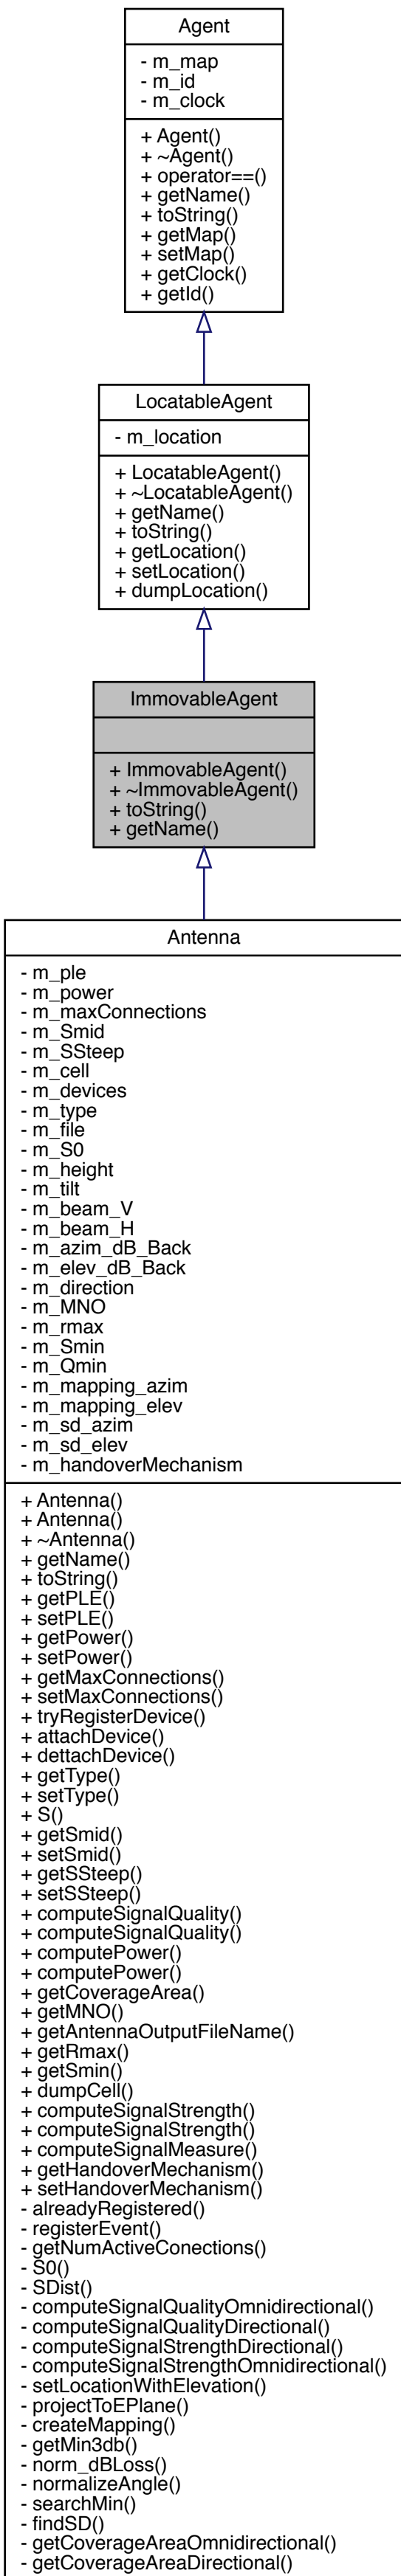 Agent
- m_map
- m_id
- m_clock
+ Agent()
+ ~Agent()
+ operator==()
+ getName()
+ toString()
+ getMap()
+ setMap()
+ getClock()
+ getId()
LocatableAgent
- m_location
+ LocatableAgent()
+ ~LocatableAgent()
+ getName()
+ toString()
+ getLocation()
+ setLocation()
+ dumpLocation()
ImmovableAgent
+ ImmovableAgent()
+ ~ImmovableAgent()
+ toString()
+ getName()
Antenna
- m_ple
- m_power
- m_maxConnections
- m_Smid
- m_SSteep
- m_cell
- m_devices
- m_type
- m_file
- m_S0
- m_height
- m_tilt
- m_beam_V
- m_beam_H
- m_azim_dB_Back
- m_elev_dB_Back
- m_direction
- m_MNO
- m_rmax
- m_Smin
- m_Qmin
- m_mapping_azim
- m_mapping_elev
- m_sd_azim
- m_sd_elev
- m_handoverMechanism
+ Antenna()
+ Antenna()
+ ~Antenna()
+ getName()
+ toString()
+ getPLE()
+ setPLE()
+ getPower()
+ setPower()
+ getMaxConnections()
+ setMaxConnections()
+ tryRegisterDevice()
+ attachDevice()
+ dettachDevice()
+ getType()
+ setType()
+ S()
+ getSmid()
+ setSmid()
+ getSSteep()
+ setSSteep()
+ computeSignalQuality()
+ computeSignalQuality()
+ computePower()
+ computePower()
+ getCoverageArea()
+ getMNO()
+ getAntennaOutputFileName()
+ getRmax()
+ getSmin()
+ dumpCell()
+ computeSignalStrength()
+ computeSignalStrength()
+ computeSignalMeasure()
+ getHandoverMechanism()
+ setHandoverMechanism()
- alreadyRegistered()
- registerEvent()
- getNumActiveConections()
- S0()
- SDist()
- computeSignalQualityOmnidirectional()
- computeSignalQualityDirectional()
- computeSignalStrengthDirectional()
- computeSignalStrengthOmnidirectional()
- setLocationWithElevation()
- projectToEPlane()
- createMapping()
- getMin3db()
- norm_dBLoss()
- normalizeAngle()
- searchMin()
- findSD()
- getCoverageAreaOmnidirectional()
- getCoverageAreaDirectional()